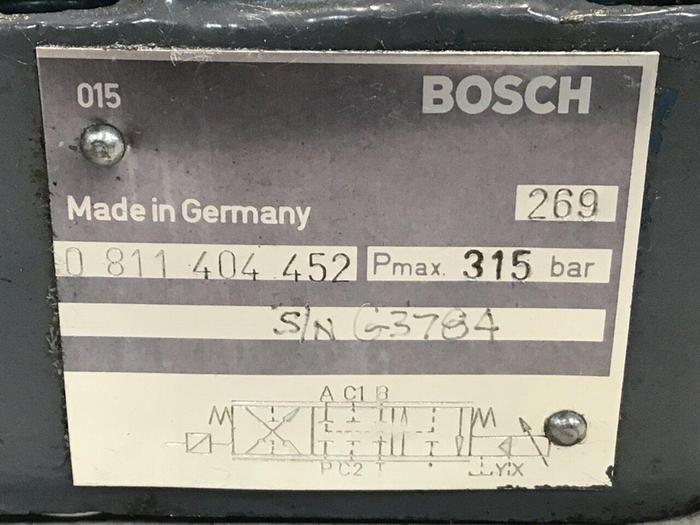 015 BOSCH
Made in Germany 269
0 811 404 452 Pmax. 315 bar
S/N G3784
A C1 B
P C2 T Y X